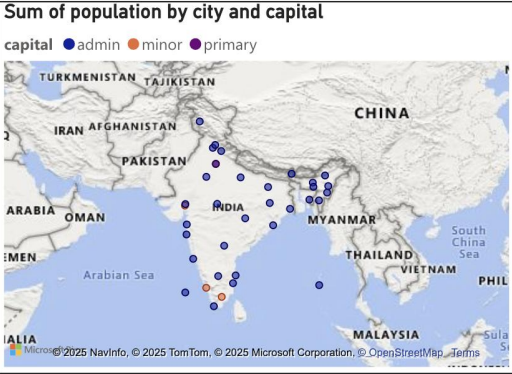 Sum of population by city and capital
capital admin minor primary
TURKMENISTAN TAJIKISTAN
CHINA
IRAN AFGHANISTAN
PAKISTAN
ARABIA OMAN
INDIA
MYANMAR
South
China
Sea
EMEN
THAILAND
Arabian Sea
VIETNAM
PHIL
MALAYSIA
ALIA
Microsoft
© 2025 NavInfo, © 2025 TomTom, © 2025 Microsoft Corporation, © OpenStreetMap Terms